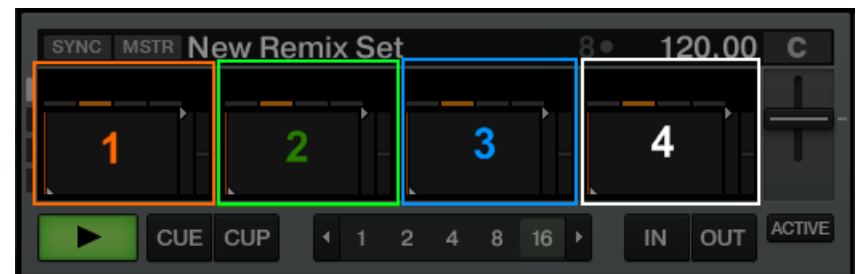 SYNC MSTR New Remix Set 8 120.00 C
1 2 3 4
CUE CUP 1 2 4 8 16 IN OUT ACTIVE